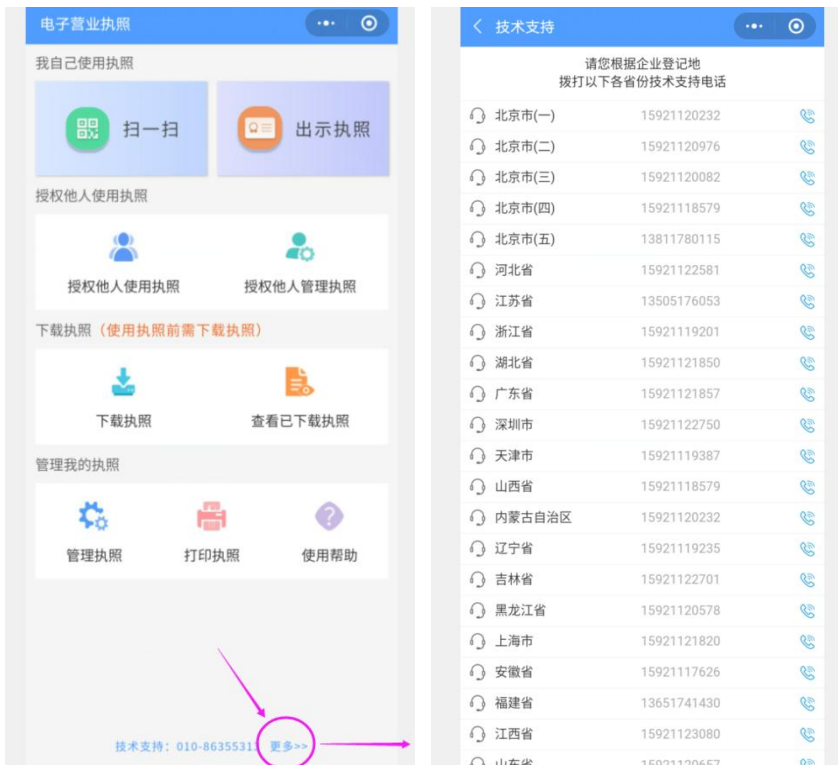 电子营业执照
我自己使用执照
扫一扫
出示执照
授权他人使用执照
授权他人使用执照
授权他人管理执照
下载执照（使用执照前需下载执照）
下载执照
查看已下载执照
管理我的执照
管理执照
打印执照
使用帮助
技术支持：010-8635531 更多>>
技术支持
请您根据企业登记地
拨打以下各省份技术支持电话
北京市(一) 15921120232
北京市(二) 15921120976
北京市(三) 15921120082
北京市(四) 15921118579
北京市(五) 13811780115
河北省 15921122581
江苏省 13505176053
浙江省 15921119201
湖北省 15921121850
广东省 15921121857
深圳市 15921122750
天津市 15921119387
山西省 15921118579
内蒙古自治区 15921120232
辽宁省 15921119235
吉林省 15921122701
黑龙江省 15921120578
上海市 15921121820
安徽省 15921117626
福建省 13651741430
江西省 15921123080
山东省 15921120657